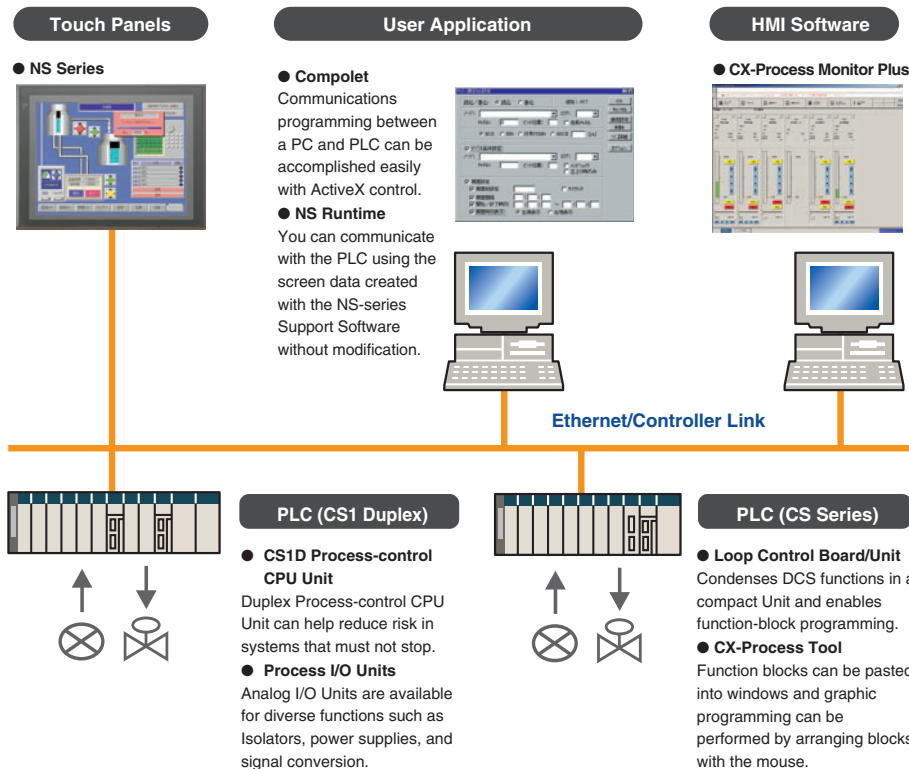 Touch Panels
● NS Series
User Application
● Compolet
Communications
programming between
a PC and PLC can be
accomplished easily
with ActiveX control.
● NS Runtime
You can communicate
with the PLC using the
screen data created
with the NS-series
Support Software
without modification.
HMI Software
● CX-Process Monitor Plus
Ethernet/Controller Link
PLC (CS1 Duplex)
● CS1D Process-control
CPU Unit
Duplex Process-control CPU
Unit can help reduce risk in
systems that must not stop.
● Process I/O Units
Analog I/O Units are available
for diverse functions such as
Isolators, power supplies, and
signal conversion.
PLC (CS Series)
● Loop Control Board/Unit
Condenses DCS functions in a
compact Unit and enables
function-block programming.
● CX-Process Tool
Function blocks can be pasted
into windows and graphic
programming can be
performed by arranging blocks
with the mouse.